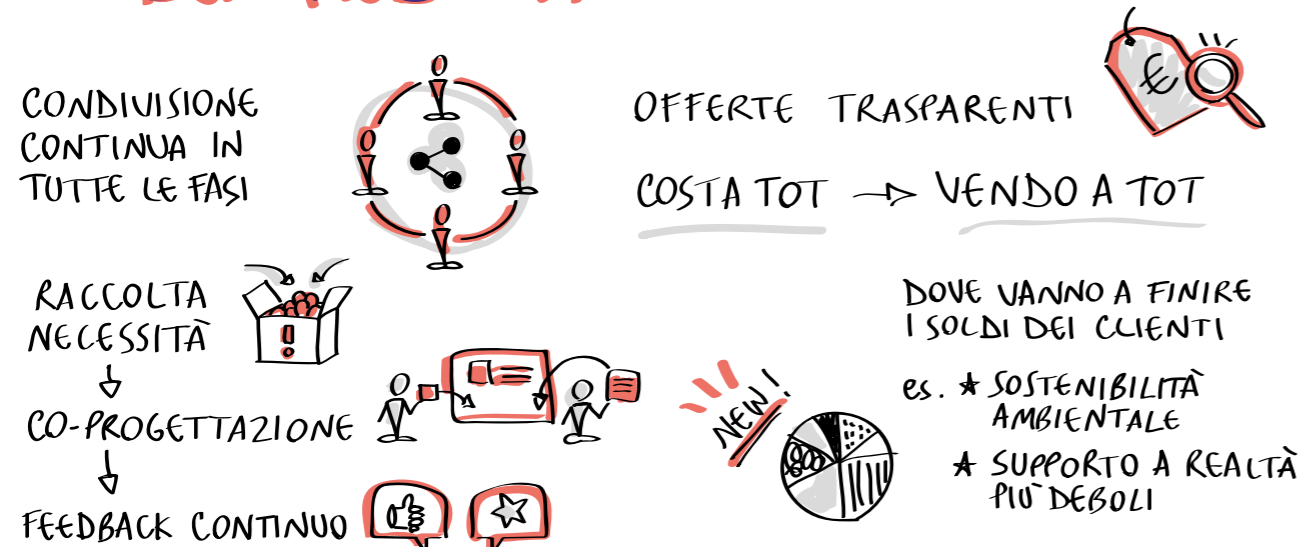 CONDIVISIONE
CONTINUA IN
TUTTE LE FASI
RACCOLTA
NECESSITÀ
CO-PROGETTAZIONE
FEEDBACK CONTINUO
OFFERTE TRASPARENTI
€
COSTA TOT → VENDO A TOT
NEW!
DOVE VANNO A FINIRE
I SOLDI DEI CLIENTI
es. ★ SOSTENIBILITÀ
AMBIENTALE
★ SUPPORTO A REALTÀ
PIÙ DEBOLI